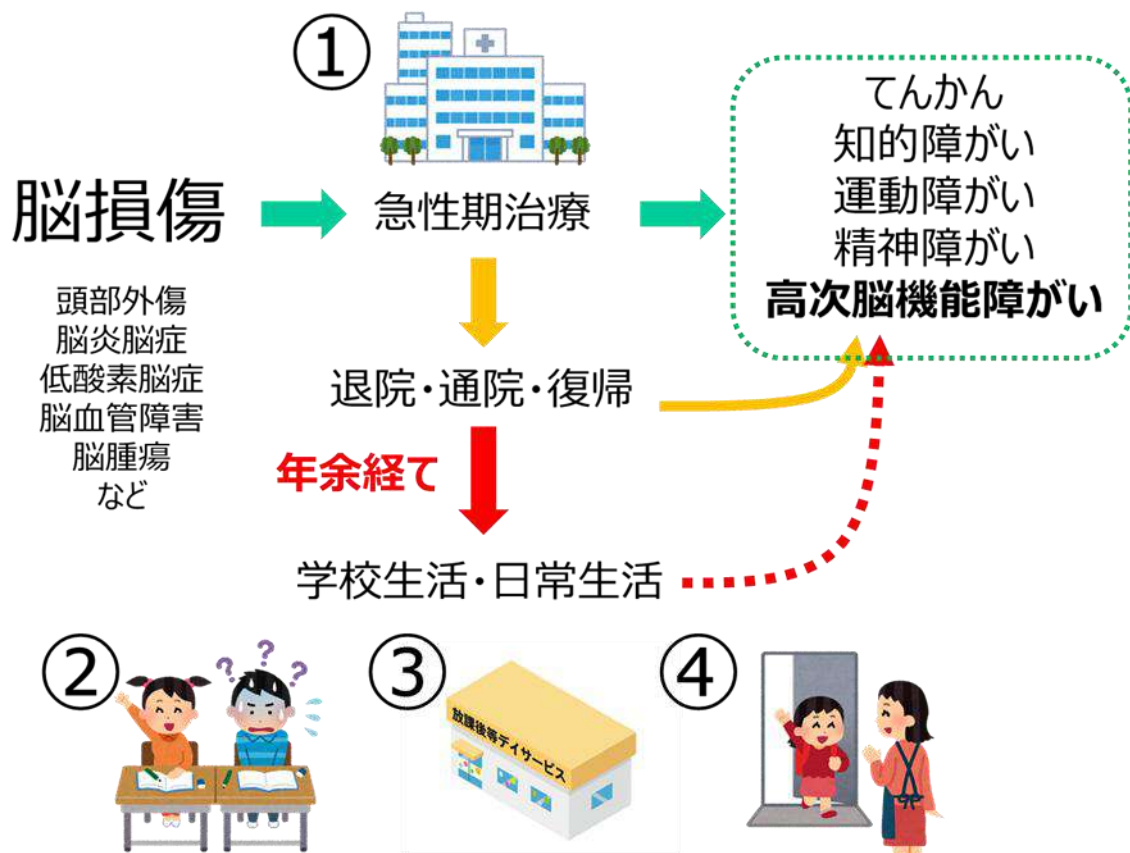 ①
脳損傷
頭部外傷
脳炎脳症
低酸素脳症
脳血管障害
脳腫瘍
など
急性期治療
てんかん
知的障がい
運動障がい
精神障がい
高次脳機能障がい
退院・通院・復帰
年余経て
学校生活・日常生活
②
???
③
放課後等デイサービス
④